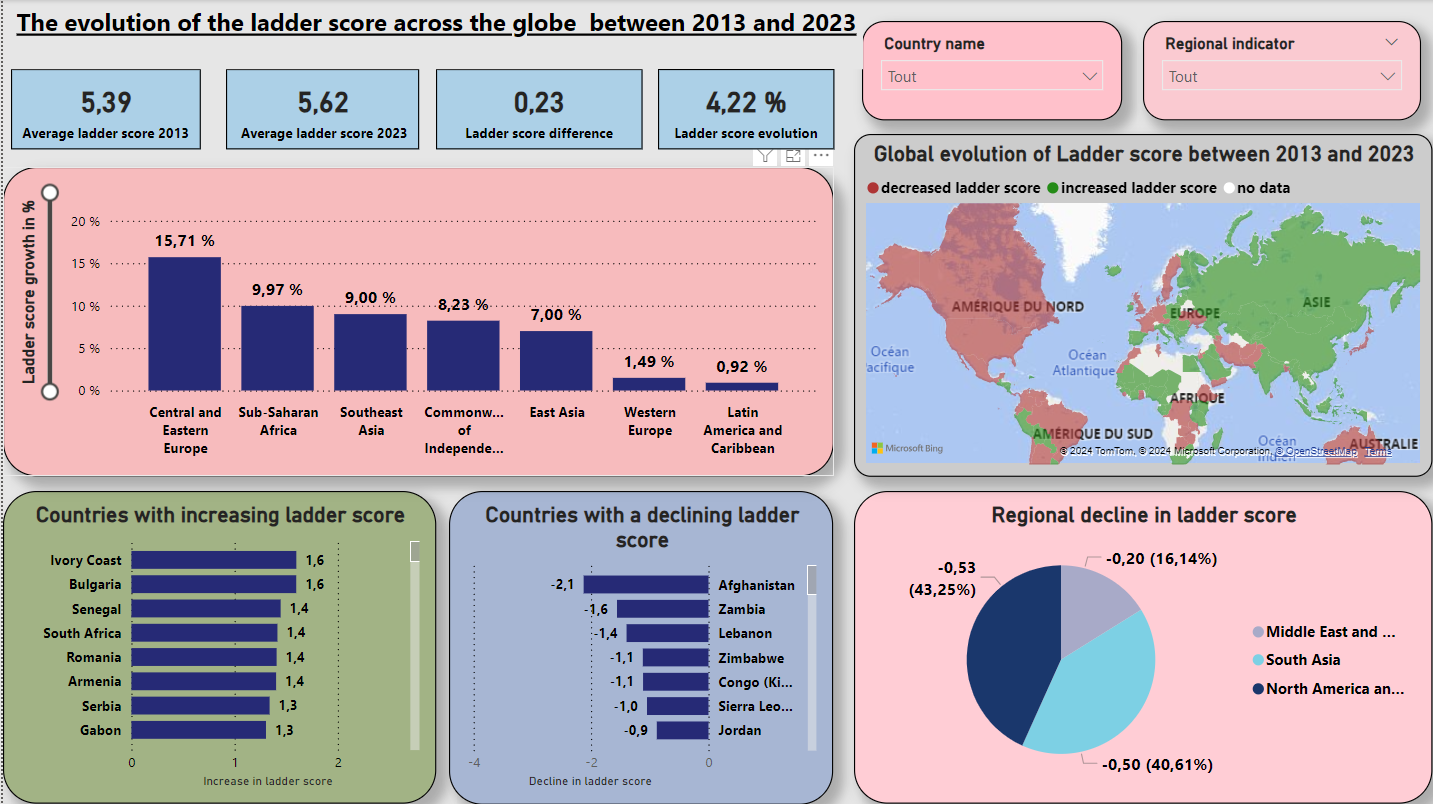 The evolution of the ladder score across the globe  between 2013 and 2023
Country name
Tout
Regional indicator
Tout
5,39
Average ladder score 2013
5,62
Average ladder score 2023
0,23
Ladder score difference
4,22 %
Ladder score evolution
Ladder score growth in %
20 %
15 %
10 %
5 %
0 %
15,71 %
9,97 %
9,00 %
8,23 %
7,00 %
1,49 %
0,92 %
Central and
Eastern
Europe
Sub-Saharan
Africa
Southeast
Asia
Commonw...
of
Independe...
East Asia
Western
Europe
Latin
America and
Caribbean
Global evolution of Ladder score between 2013 and 2023
decreased ladder score
increased ladder score
no data
AMÉRIQUE DU NORD
EUROPE
ASIE
Océan
Pacifique
Océan
Atlantique
AFRIQUE
AMÉRIQUE DU SUD
Océan
Indien
AUSTRALIE
Microsoft Bing
© 2024 TomTom, © 2024 Microsoft Corporation, © OpenStreetMap Terms
Countries with increasing ladder score
Ivory Coast 1,6
Bulgaria 1,6
Senegal 1,4
South Africa 1,4
Romania 1,4
Armenia 1,4
Serbia 1,3
Gabon 1,3
0 1 2
Increase in ladder score
Countries with a declining ladder
score
-2,1 Afghanistan
-1,6 Zambia
-1,4 Lebanon
-1,1 Zimbabwe
-1,1 Congo (Ki...
-1,0 Sierra Leo...
-0,9 Jordan
-4 -2 0
Decline in ladder score
Regional decline in ladder score
-0,20 (16,14%)
-0,53
(43,25%)
-0,50 (40,61%)
Middle East and ...
South Asia
North America an...